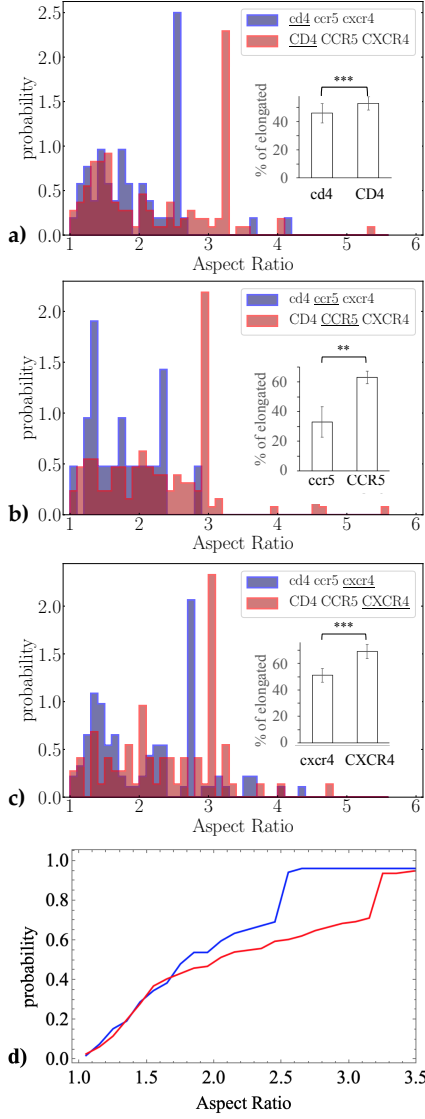 cd4 ccr5 cxcr4
CD4 CCR5 CXCR4
probability
2.5
2.0
1.5
1.0
0.5
0.0
% of elongated
40
20
0
***
cd4 CD4
1 2 3 4 5 6
Aspect Ratio
a)
cd4 ccr5 cxcr4
CD4 CCR5 CXCR4
probability
2.0
1.5
1.0
0.5
0.0
% of elongated
60
40
20
0
**
ccr5 CCR5
1 2 3 4 5 6
Aspect Ratio
b)
cd4 ccr5 cxcr4
CD4 CCR5 CXCR4
probability
2.0
1.5
1.0
0.5
0.0
% of elongated
60
40
20
0
***
cxcr4 CXCR4
1 2 3 4 5 6
Aspect Ratio
c)
probability
1.0
0.8
0.6
0.4
0.2
0.0
1.0 1.5 2.0 2.5 3.0 3.5
Aspect Ratio
d)